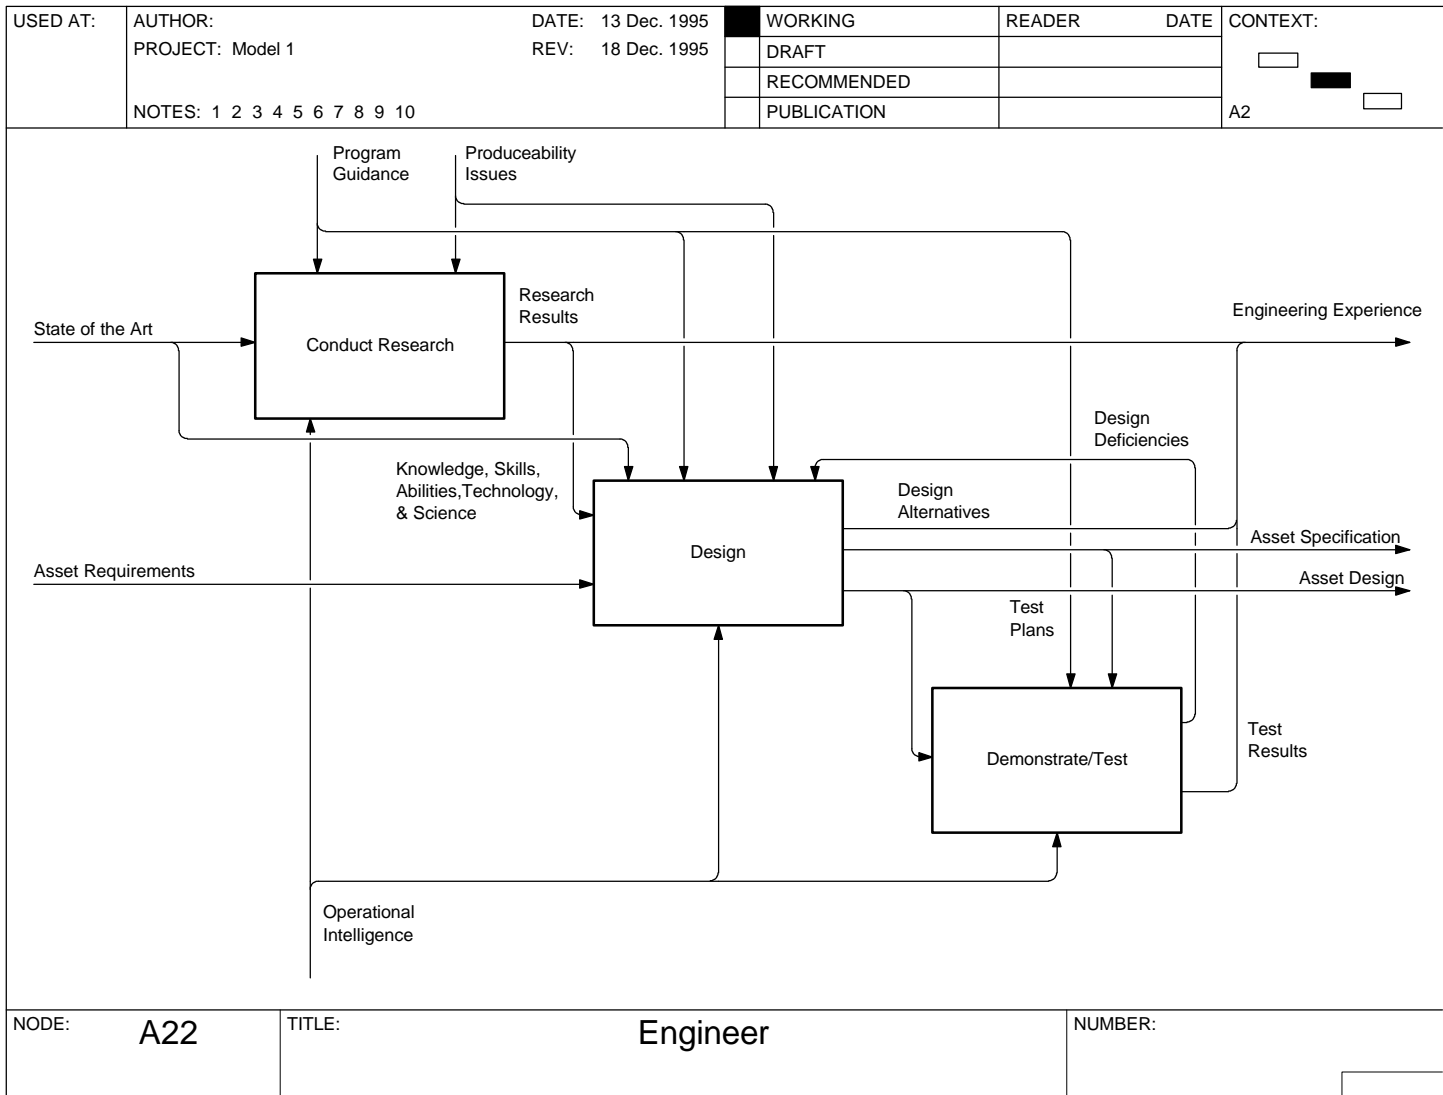 USED AT:
AUTHOR:
DATE: 13 Dec. 1995
PROJECT: Model 1
REV: 18 Dec. 1995
NOTES: 1 2 3 4 5 6 7 8 9 10
WORKING
DRAFT
RECOMMENDED
PUBLICATION
READER DATE
CONTEXT:
A2
Program
Guidance
Produceability
Issues
State of the Art
Conduct Research
Research
Results
Engineering Experience
Design
Deficiencies
Knowledge, Skills,
Abilities,Technology,
& Science
Design
Alternatives
Design
Asset Specification
Asset Requirements
Asset Design
Test
Plans
Demonstrate/Test
Test
Results
Operational
Intelligence
NODE: A22
TITLE: Engineer
NUMBER: